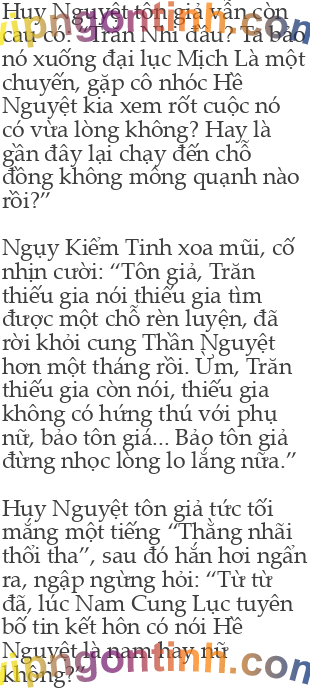 Huy Nguyệt tôn giả vẫn còn
cáu có: “Trăn Nhi đâu? Ta bảo
nó xuống đại lục Mịch La một
chuyến, gặp cô nhóc Hề
Nguyệt kia xem rốt cuộc nó
có vừa lòng không? Hay là
gần đây lại chạy đến chỗ
đồng không mông quạnh nào
rồi?”
Ngụy Kiểm Tinh xoa mũi, cố
nhịn cười: “Tôn giả, Trăn
thiếu gia nói thiếu gia tìm
được một chỗ rèn luyện, đã
rời khỏi cung Thần Nguyệt
hơn một tháng rồi. Ừm, Trăn
thiếu gia còn nói, thiếu gia
không có hứng thú với phụ
nữ, bảo tôn giả... Bảo tôn giả
đừng nhọc lòng lo lắng nữa.”
Huy Nguyệt tôn giả tức tối
mắng một tiếng “Thằng nhãi
thối tha”, sau đó hắn hơi ngẩn
ra, ngập ngừng hỏi: “Từ từ
đã, lúc Nam Cung Lục tuyên
bố tin kết hôn có nói Hề
Nguyệt là nam hay nữ
không?”